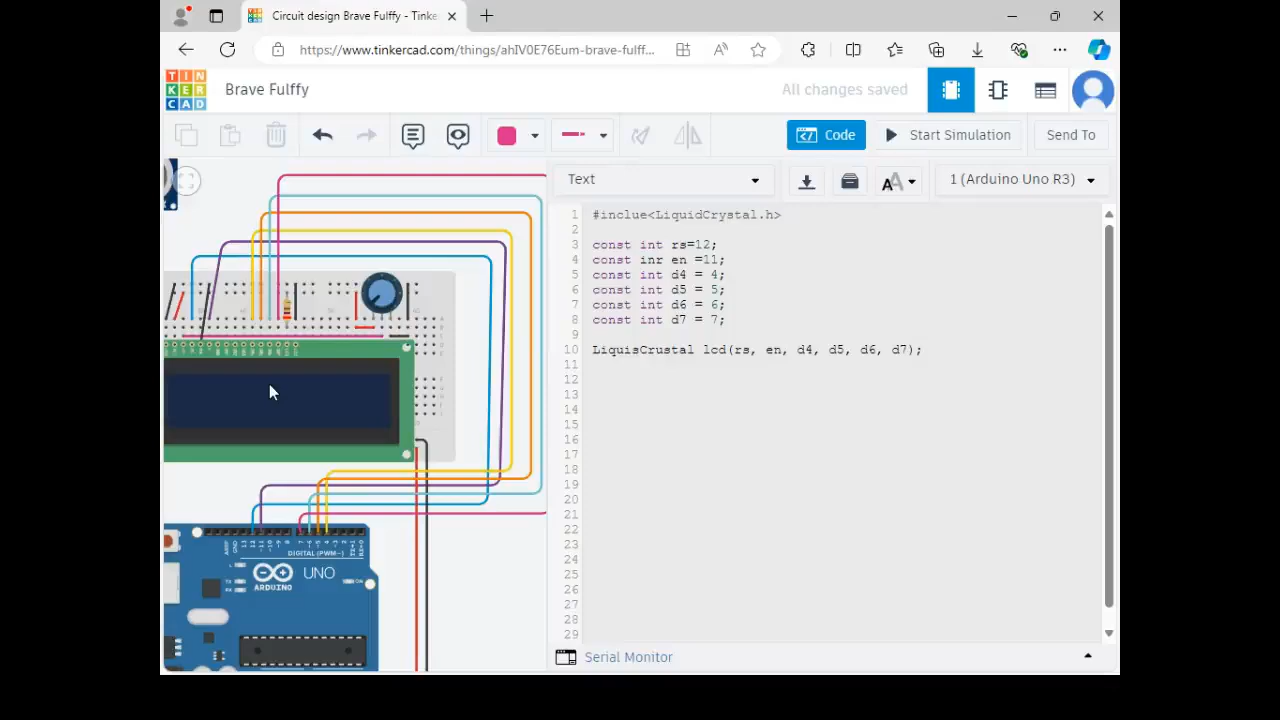 Circuit design Brave Fulffy - Tinke
https://www.tinkercad.com/things/ahIV0E76Eum-brave-fulff...
TIN
KER
CAD
Brave Fulffy
All changes saved
Code
Start Simulation
Send To
Text
1 (Arduino Uno R3)
1 #inclue<LiquidCrystal.h>
2
3 const int rs=12;
4 const inr en =11;
5 const int d4 = 4;
6 const int d5 = 5;
7 const int d6 = 6;
8 const int d7 = 7;
9
10 LiquisCrustal lcd(rs, en, d4, d5, d6, d7);
11
12
13
14
15
16
17
18
19
20
21
22
23
24
25
26
27
28
29
DIGITAL (PWM~)
UNO
ARDUINO
Serial Monitor